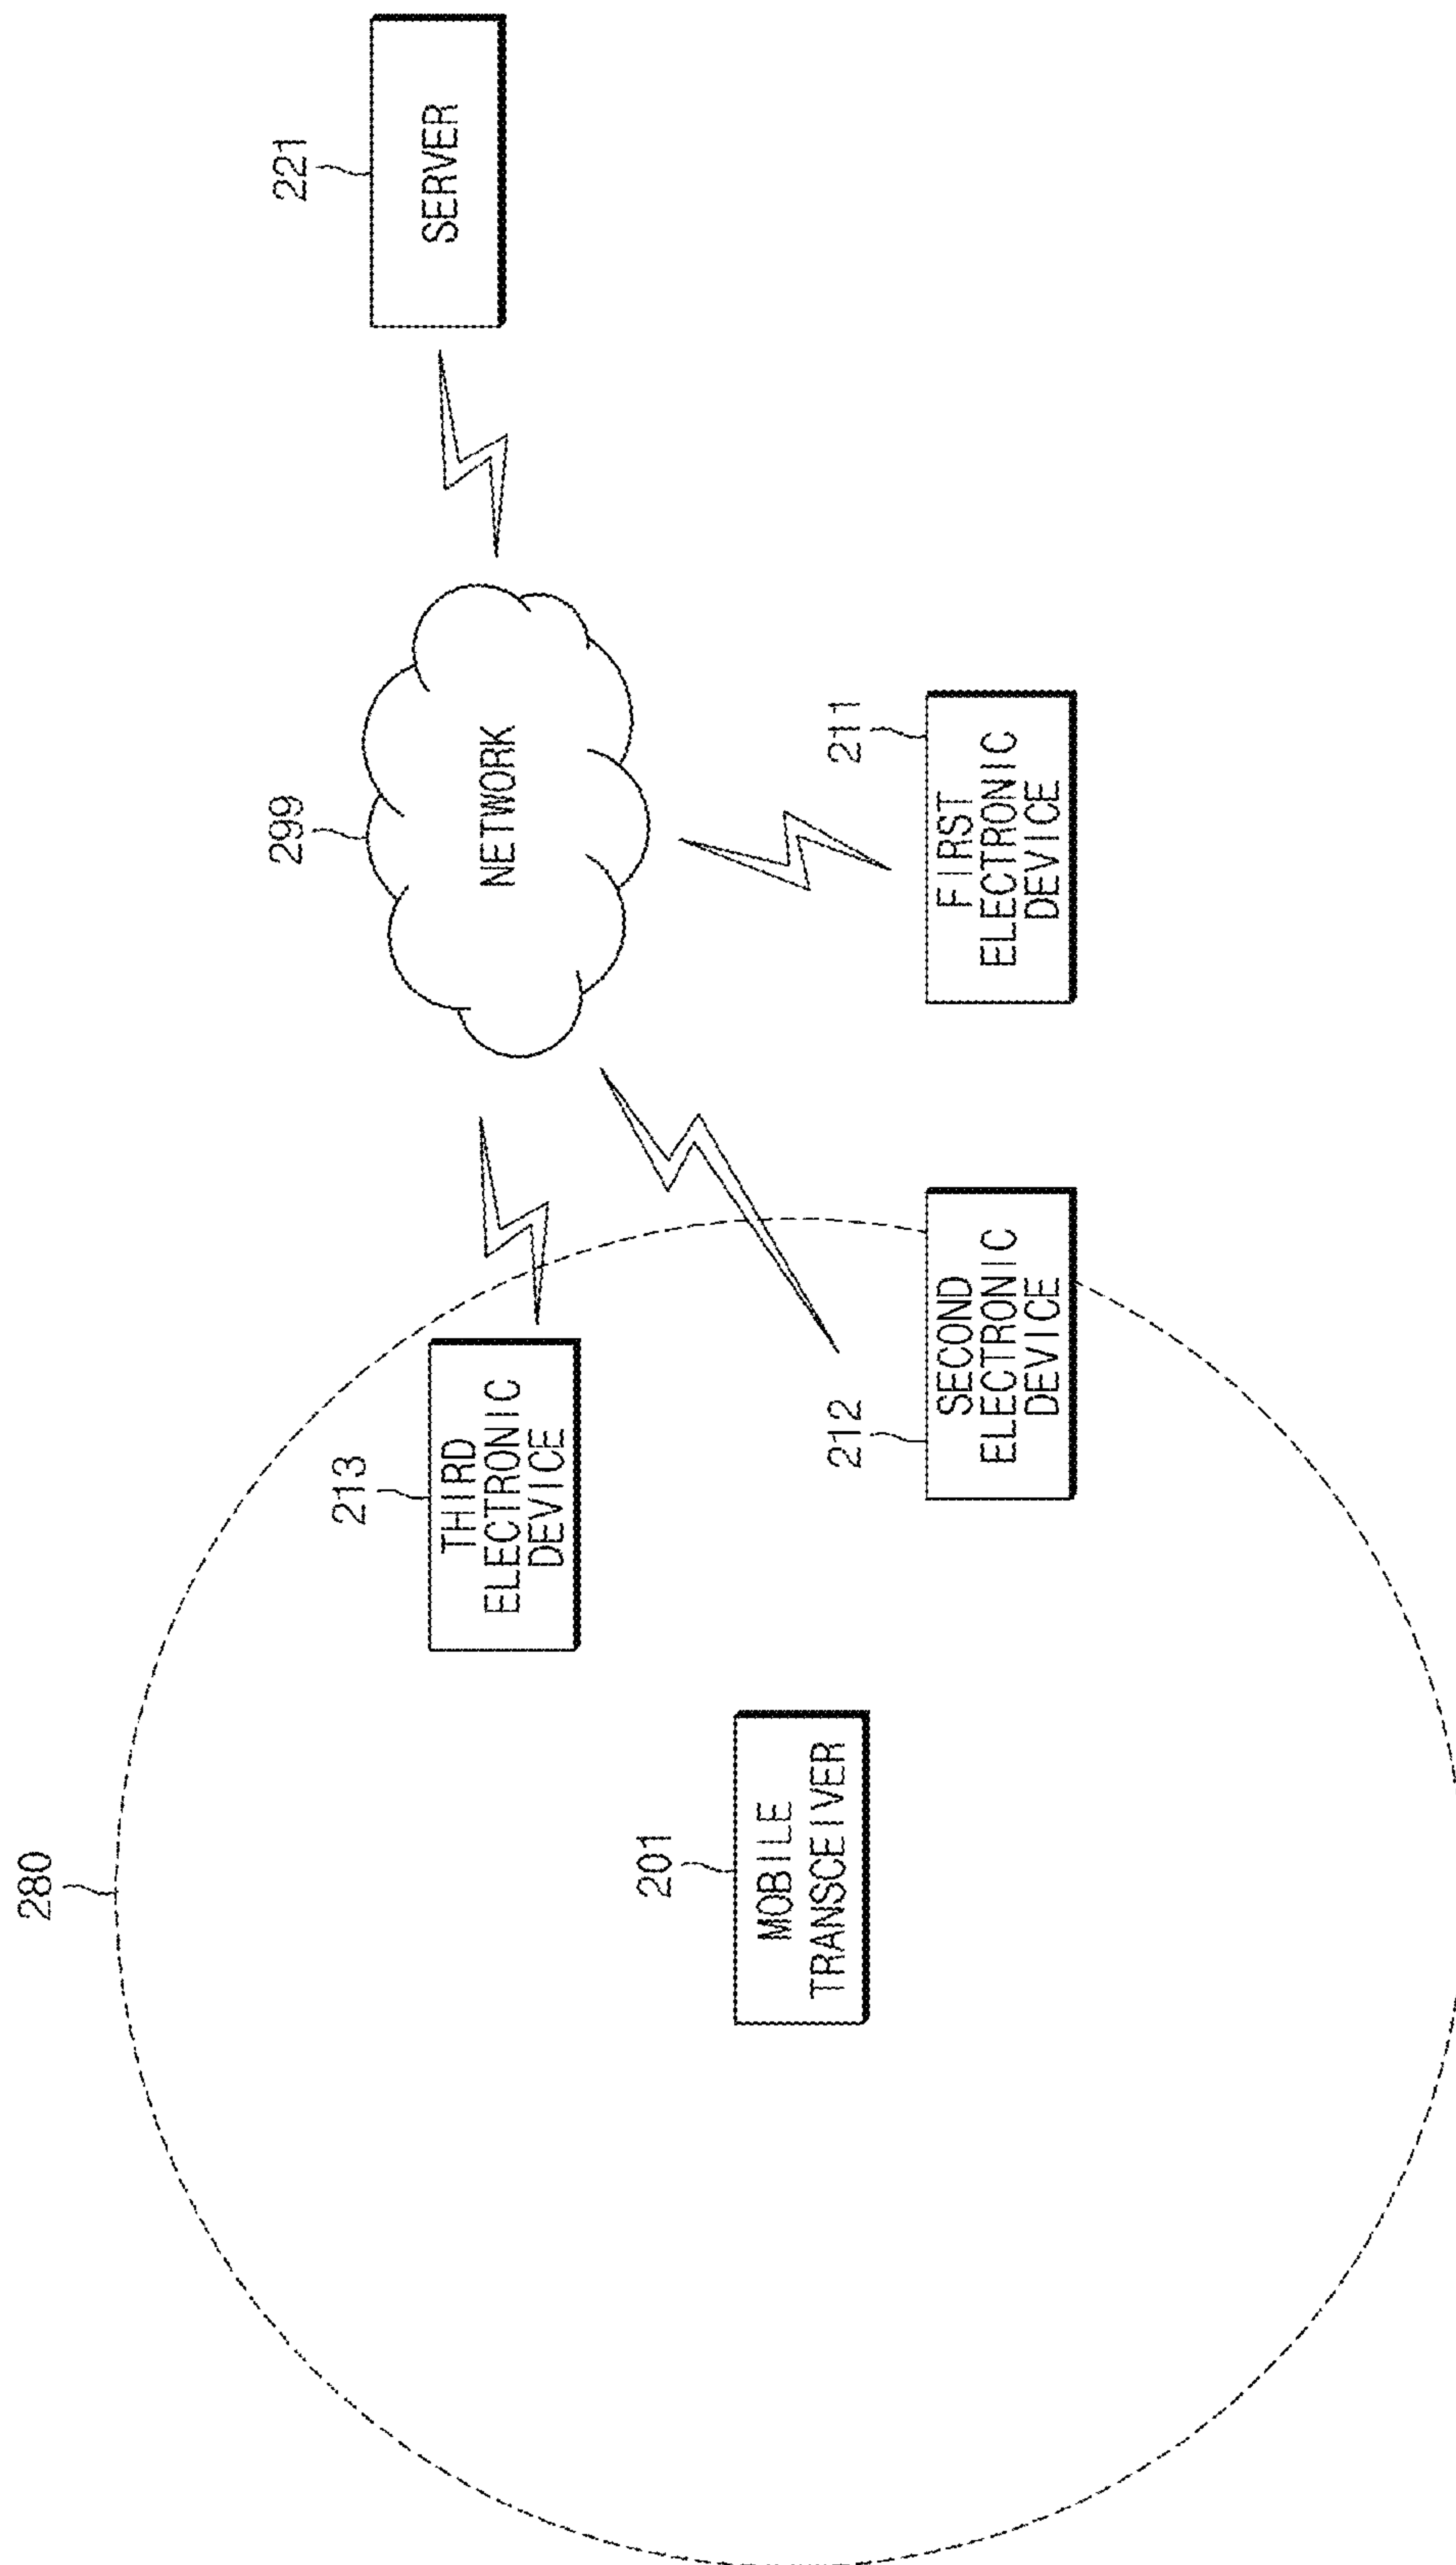 280
213
THIRD
ELECTRONIC
DEVICE
299
NETWORK
221
SERVER
201
MOBILE
TRANSCEIVER
212
SECOND
ELECTRONIC
DEVICE
211
FIRST
ELECTRONIC
DEVICE